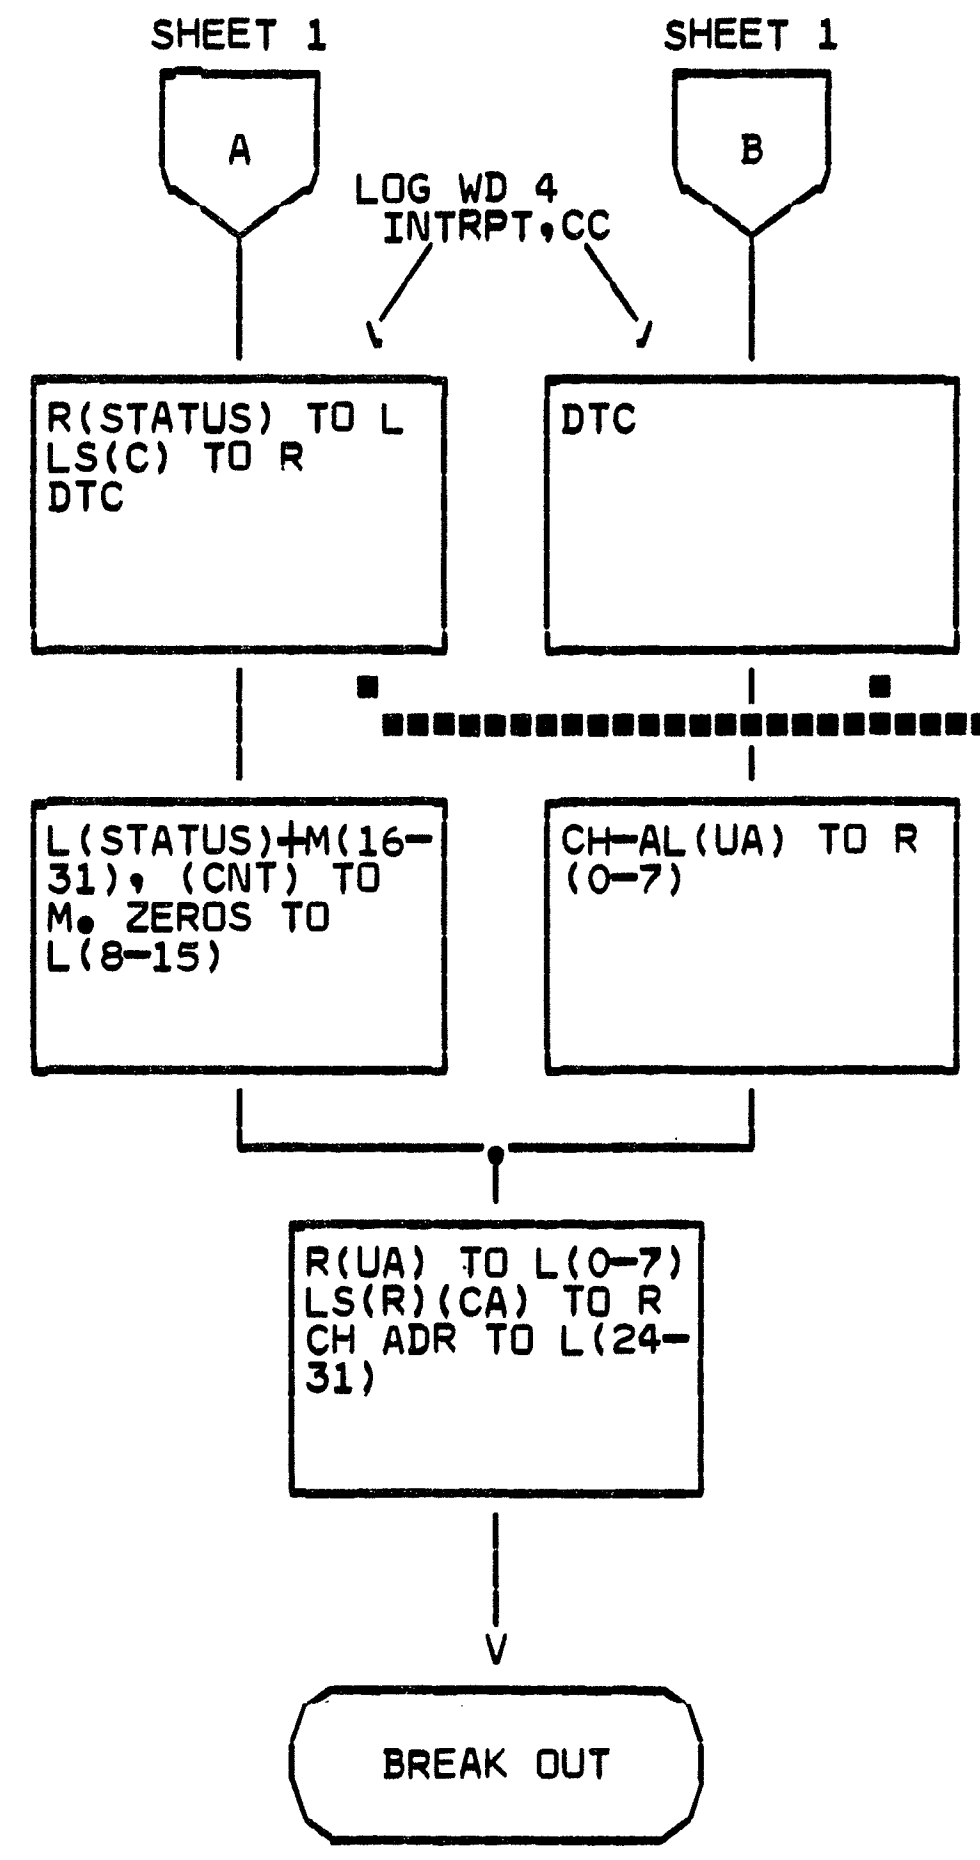 SHEET 1
SHEET 1
A
B
LOG WD 4
INTRPT,CC
R(STATUS) TO L
LS(C) TO R
DTC
DTC
L(STATUS)+M(16-
31), (CNT) TO
M. ZEROS TO
L(8-15)
CH-AL(UA) TO R
(0-7)
R(UA) TO L(0-7)
LS(R)(CA) TO R
CH ADR TO L(24-
31)
BREAK OUT